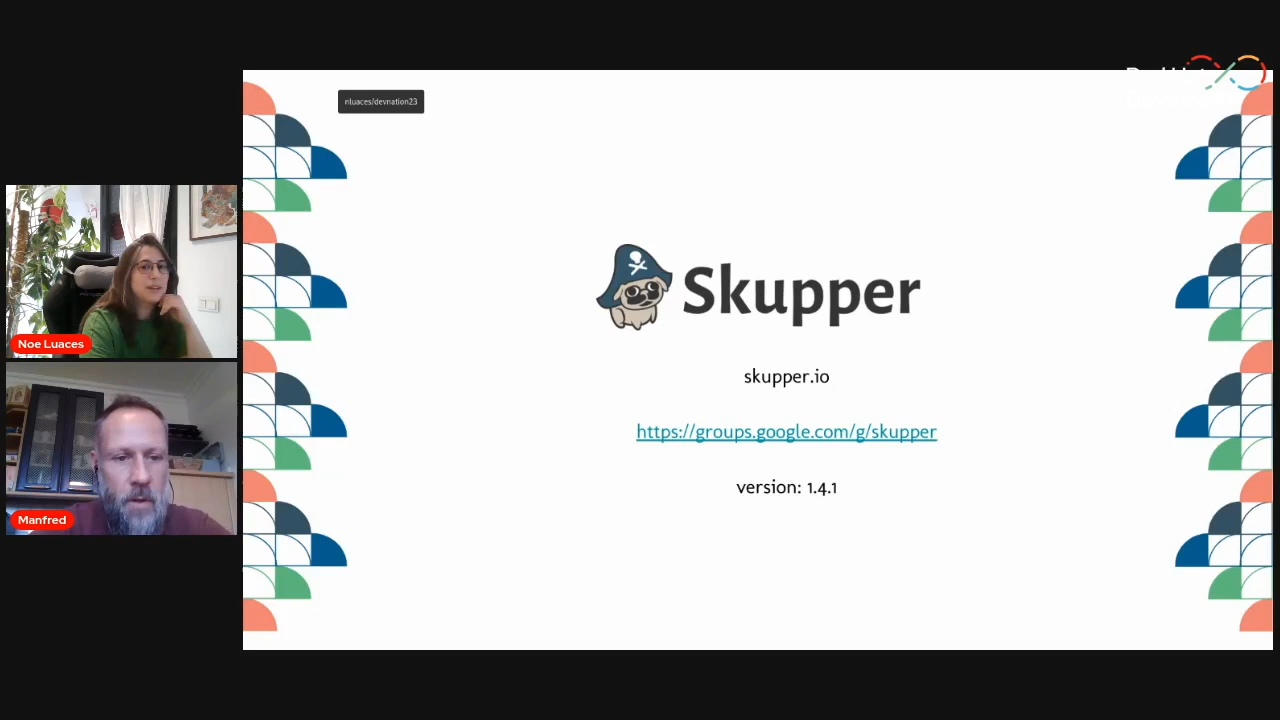 nluaces/devnation23
Skupper
skupper.io
https://groups.google.com/g/skupper
version: 1.4.1
Noe Luaces
Manfred